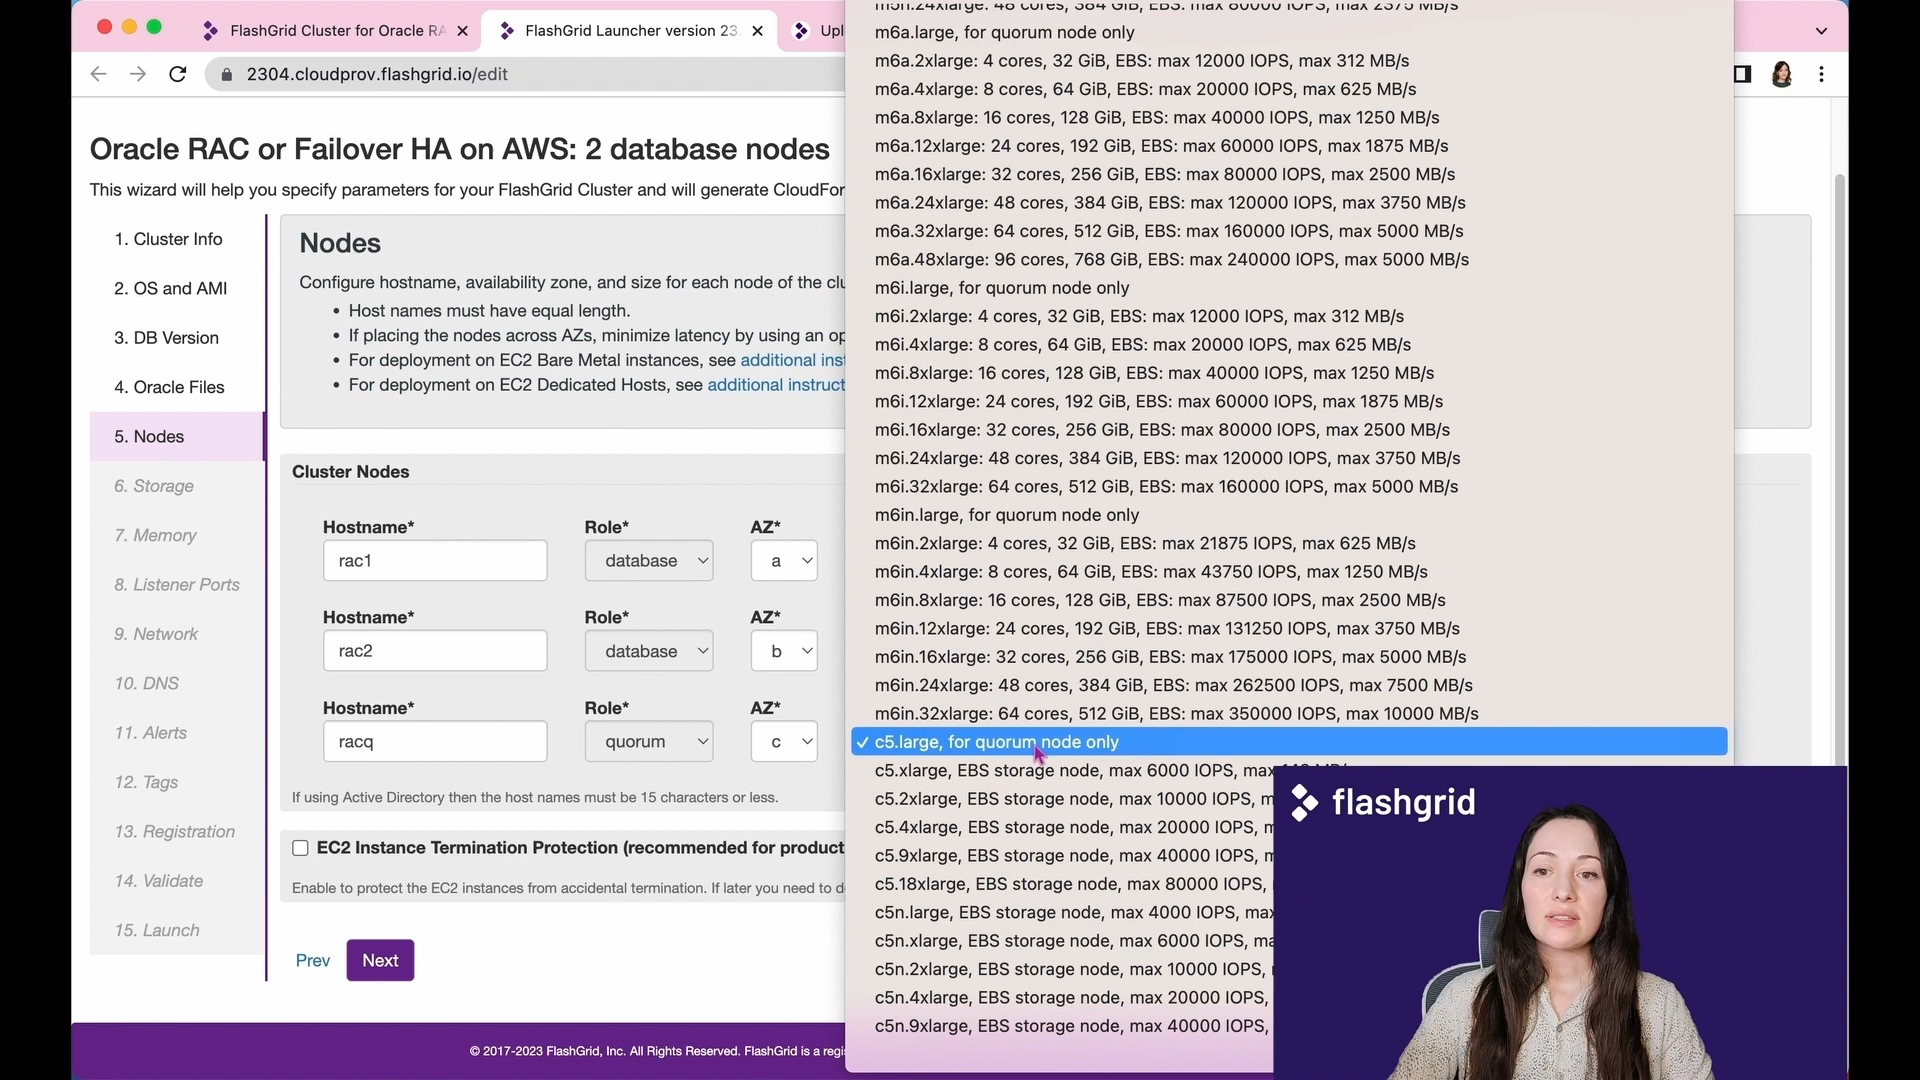 FlashGrid Cluster for Oracle RA
FlashGrid Launcher version 23
Upl
2304.cloudprov.flashgrid.io/edit
Oracle RAC or Failover HA on AWS: 2 database nodes
This wizard will help you specify parameters for your FlashGrid Cluster and will generate CloudFor
1. Cluster Info
2. OS and AMI
3. DB Version
4. Oracle Files
5. Nodes
6. Storage
7. Memory
8. Listener Ports
9. Network
10. DNS
11. Alerts
12. Tags
13. Registration
14. Validate
15. Launch
Nodes
Configure hostname, availability zone, and size for each node of the clu
• Host names must have equal length.
• If placing the nodes across AZs, minimize latency by using an op
• For deployment on EC2 Bare Metal instances, see additional inst
• For deployment on EC2 Dedicated Hosts, see additional instruct
Cluster Nodes
Hostname* Role* AZ*
rac1 database a
Hostname* Role* AZ*
rac2 database b
Hostname* Role* AZ*
racq quorum c
If using Active Directory then the host names must be 15 characters or less.
EC2 Instance Termination Protection (recommended for product
Enable to protect the EC2 instances from accidental termination. If later you need to d
Prev Next
© 2017-2023 FlashGrid, Inc. All Rights Reserved. FlashGrid is a regi
m5n.24xlarge: 48 cores, 384 GiB, EBS: max 80000 IOPS, max 2375 MB/s
m6a.large, for quorum node only
m6a.2xlarge: 4 cores, 32 GiB, EBS: max 12000 IOPS, max 312 MB/s
m6a.4xlarge: 8 cores, 64 GiB, EBS: max 20000 IOPS, max 625 MB/s
m6a.8xlarge: 16 cores, 128 GiB, EBS: max 40000 IOPS, max 1250 MB/s
m6a.12xlarge: 24 cores, 192 GiB, EBS: max 60000 IOPS, max 1875 MB/s
m6a.16xlarge: 32 cores, 256 GiB, EBS: max 80000 IOPS, max 2500 MB/s
m6a.24xlarge: 48 cores, 384 GiB, EBS: max 120000 IOPS, max 3750 MB/s
m6a.32xlarge: 64 cores, 512 GiB, EBS: max 160000 IOPS, max 5000 MB/s
m6a.48xlarge: 96 cores, 768 GiB, EBS: max 240000 IOPS, max 5000 MB/s
m6i.large, for quorum node only
m6i.2xlarge: 4 cores, 32 GiB, EBS: max 12000 IOPS, max 312 MB/s
m6i.4xlarge: 8 cores, 64 GiB, EBS: max 20000 IOPS, max 625 MB/s
m6i.8xlarge: 16 cores, 128 GiB, EBS: max 40000 IOPS, max 1250 MB/s
m6i.12xlarge: 24 cores, 192 GiB, EBS: max 60000 IOPS, max 1875 MB/s
m6i.16xlarge: 32 cores, 256 GiB, EBS: max 80000 IOPS, max 2500 MB/s
m6i.24xlarge: 48 cores, 384 GiB, EBS: max 120000 IOPS, max 3750 MB/s
m6i.32xlarge: 64 cores, 512 GiB, EBS: max 160000 IOPS, max 5000 MB/s
m6in.large, for quorum node only
m6in.2xlarge: 4 cores, 32 GiB, EBS: max 21875 IOPS, max 625 MB/s
m6in.4xlarge: 8 cores, 64 GiB, EBS: max 43750 IOPS, max 1250 MB/s
m6in.8xlarge: 16 cores, 128 GiB, EBS: max 87500 IOPS, max 2500 MB/s
m6in.12xlarge: 24 cores, 192 GiB, EBS: max 131250 IOPS, max 3750 MB/s
m6in.16xlarge: 32 cores, 256 GiB, EBS: max 175000 IOPS, max 5000 MB/s
m6in.24xlarge: 48 cores, 384 GiB, EBS: max 262500 IOPS, max 7500 MB/s
m6in.32xlarge: 64 cores, 512 GiB, EBS: max 350000 IOPS, max 10000 MB/s
✓ c5.large, for quorum node only
c5.xlarge, EBS storage node, max 6000 IOPS, max
c5.2xlarge, EBS storage node, max 10000 IOPS, m
c5.4xlarge, EBS storage node, max 20000 IOPS, m
c5.9xlarge, EBS storage node, max 40000 IOPS, m
c5.18xlarge, EBS storage node, max 80000 IOPS,
c5n.large, EBS storage node, max 4000 IOPS, max
c5n.xlarge, EBS storage node, max 6000 IOPS, ma
c5n.2xlarge, EBS storage node, max 10000 IOPS,
c5n.4xlarge, EBS storage node, max 20000 IOPS,
c5n.9xlarge, EBS storage node, max 40000 IOPS,
flashgrid